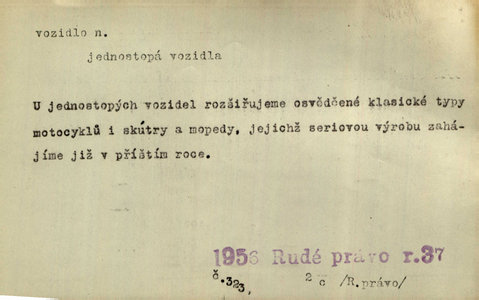 vozidlo n.
jednostopá vozidla
U jednostopých vozidel rozšiřujeme osvědčené klasické typy
motocyklů i skútry a mopedy, jejichž seriovou výrobu zahá-
jíme již v příštím roce.
1956 Rudé právo r.37
č.323, 2 c /R.právo/